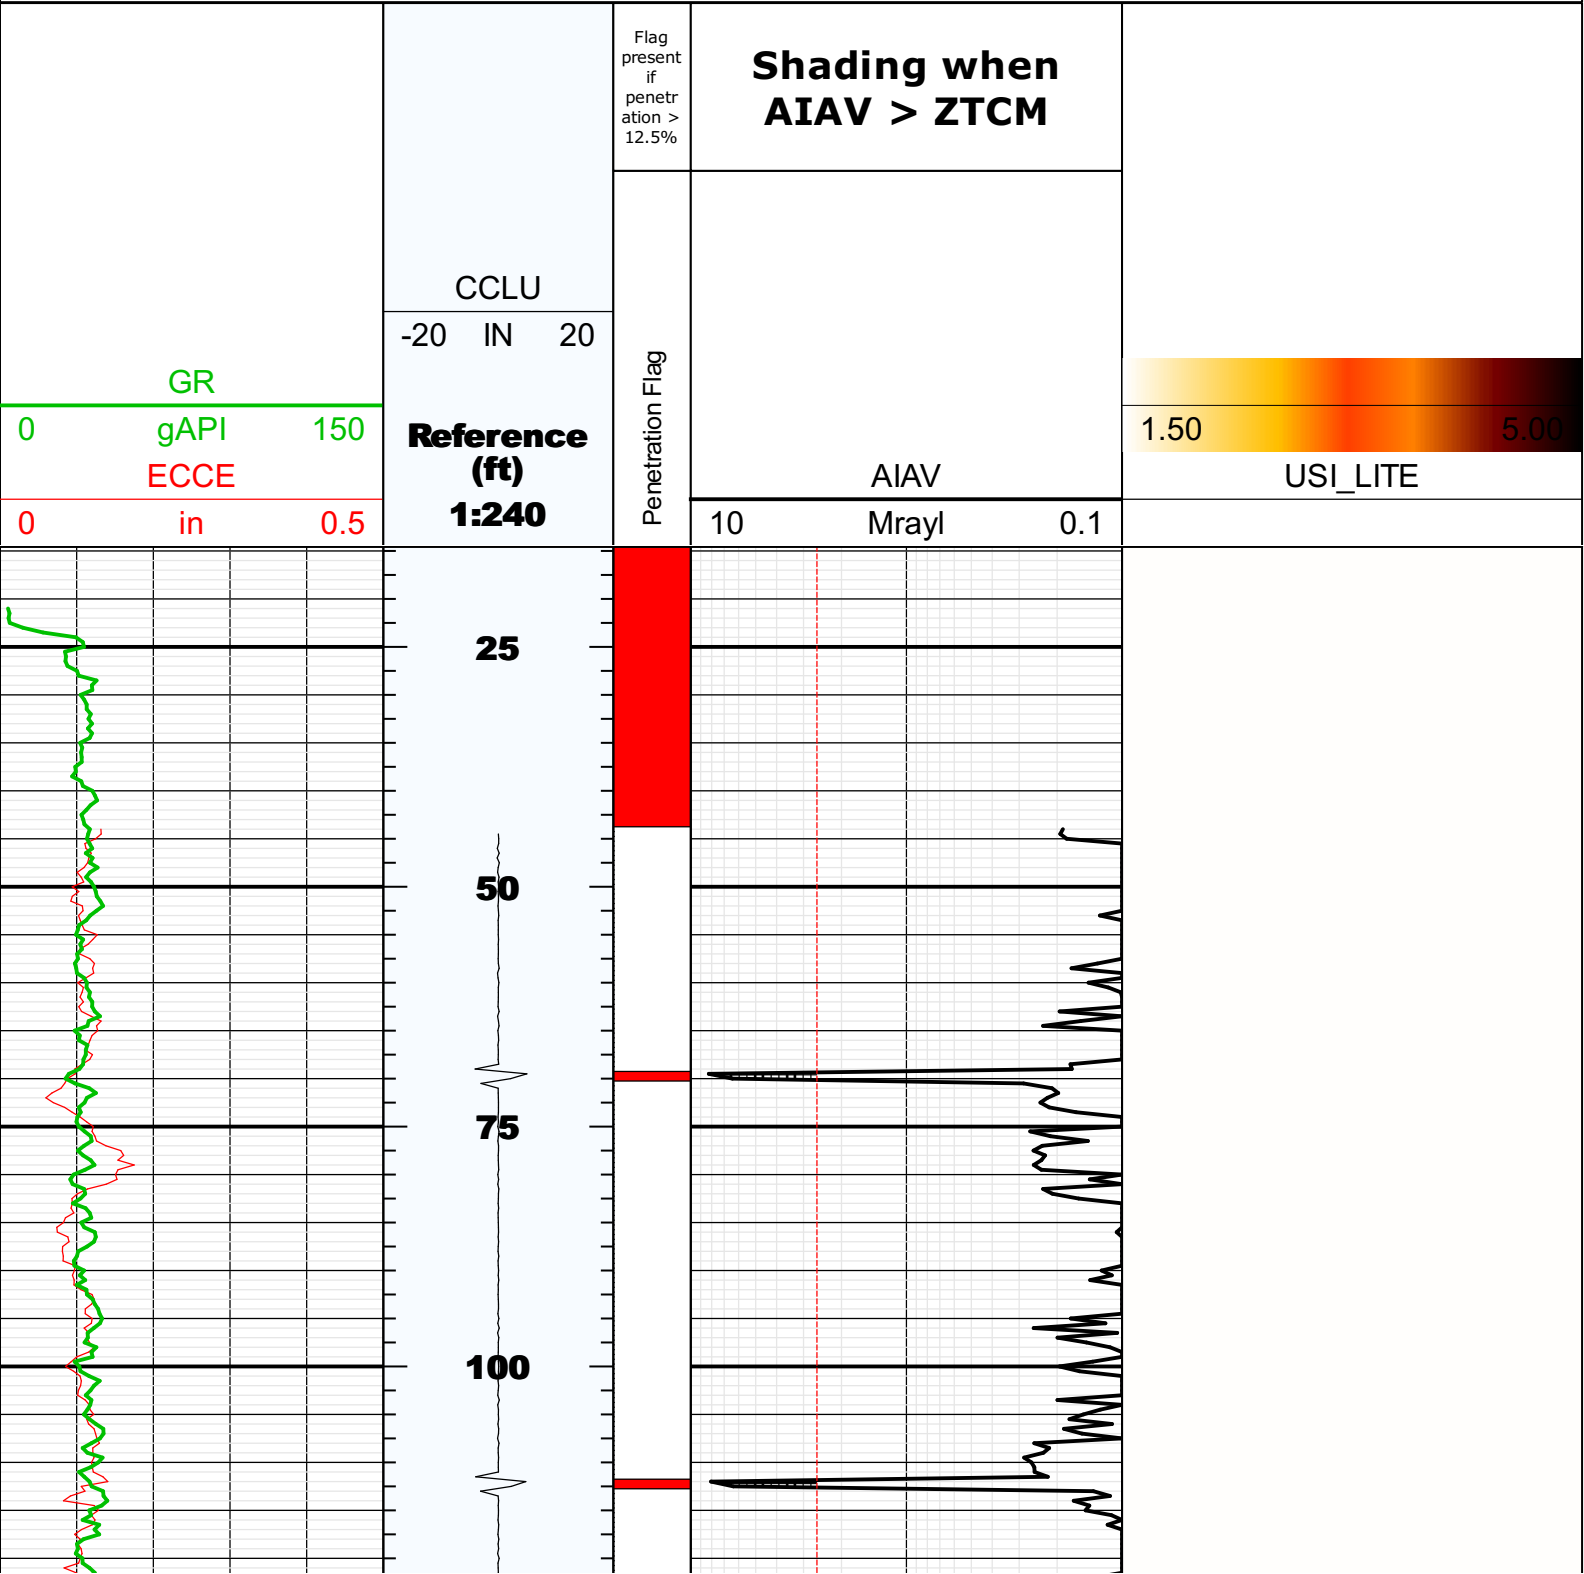 Flag
present
if
penetr
ation >
12.5%
Shading when
AIAV > ZTCM
CCLU
-20 IN 20
GR
0 gAPI 150
ECCE
0 in 0.5
Reference
(ft)
1:240
Penetration Flag
AIAV
10 Mrayl 0.1
1.50 5.00
USI_LITE
25
50
75
100